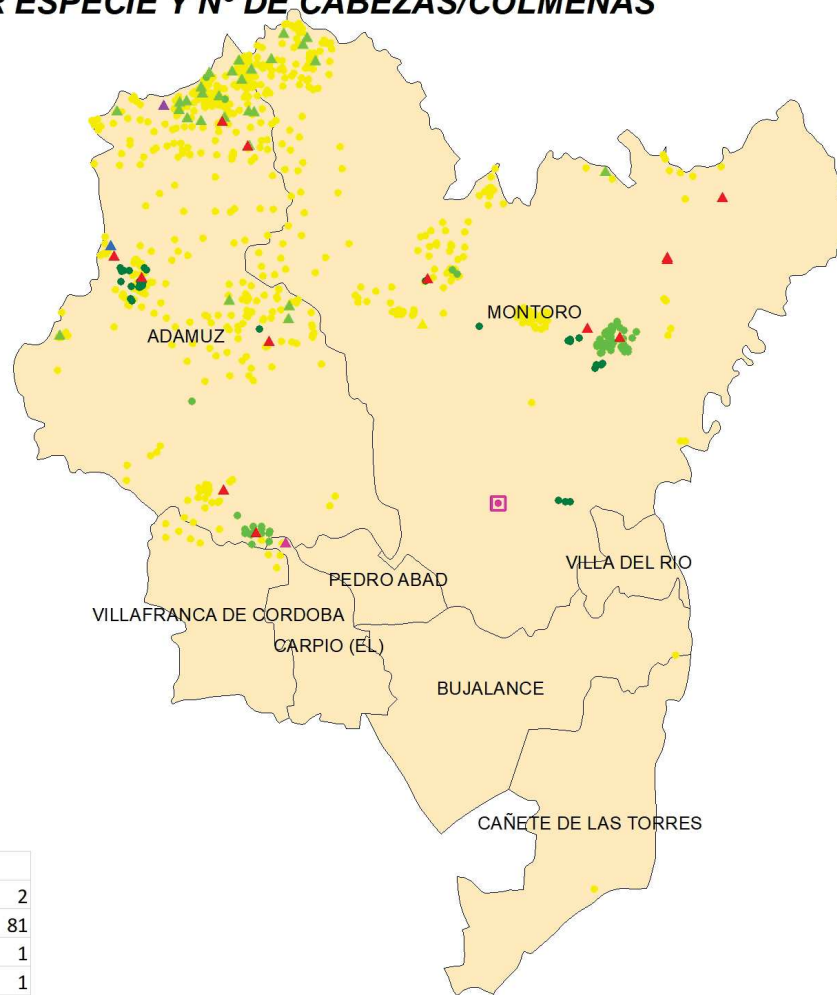 ESPECIE Y Nº DE CABEZAS/COLMENAS
MONTORO
ADAMUZ
VILLA DEL RIO
PEDRO ABAD
VILLAFRANCA DE CORDOBA
CARPIO (EL)
BUJALANCE
CAÑETE DE LAS TORRES
2
81
1
1